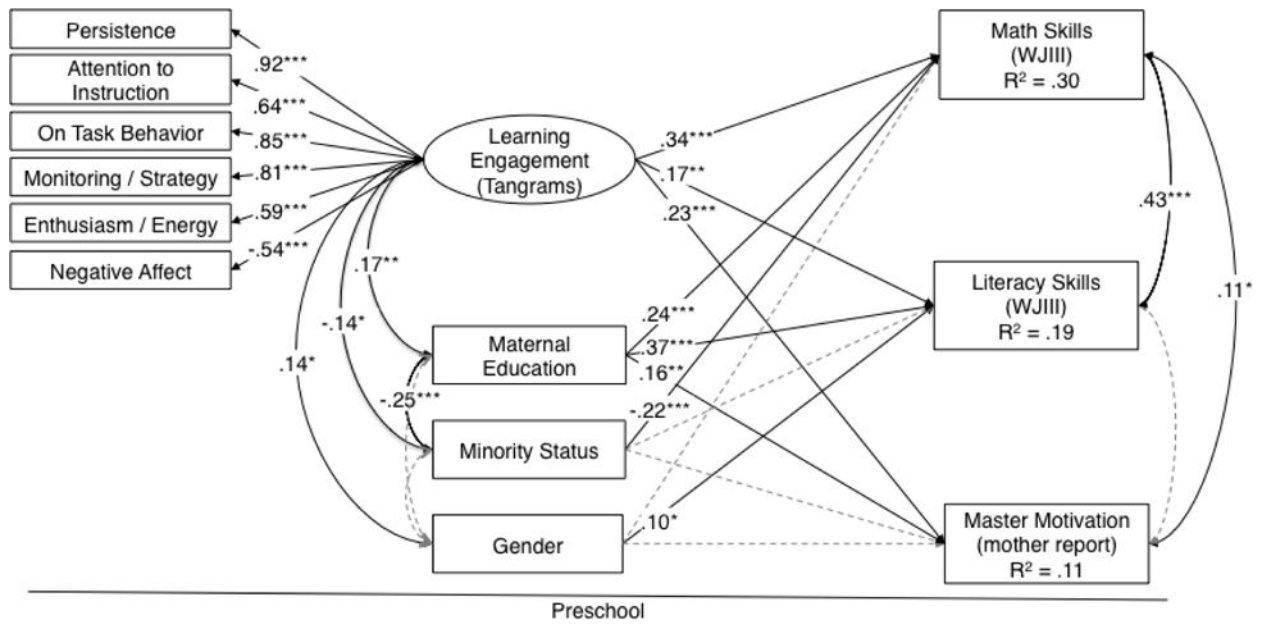 Persistence
Attention to
Instruction
On Task Behavior
Monitoring / Strategy
Enthusiasm / Energy
Negative Affect
.92***
.64***
.85***
.81***
.59***
-.54***
Learning
Engagement
(Tangrams)
.17**
-.14*
.14*
-.25***
Maternal
Education
Minority Status
Gender
.34***
.17**
.23***
.24***
.37***
.16**
-.22***
.10*
Math Skills
(WJIII)
R² = .30
Literacy Skills
(WJIII)
R² = .19
Master Motivation
(mother report)
R² = .11
.43***
.11*
Preschool